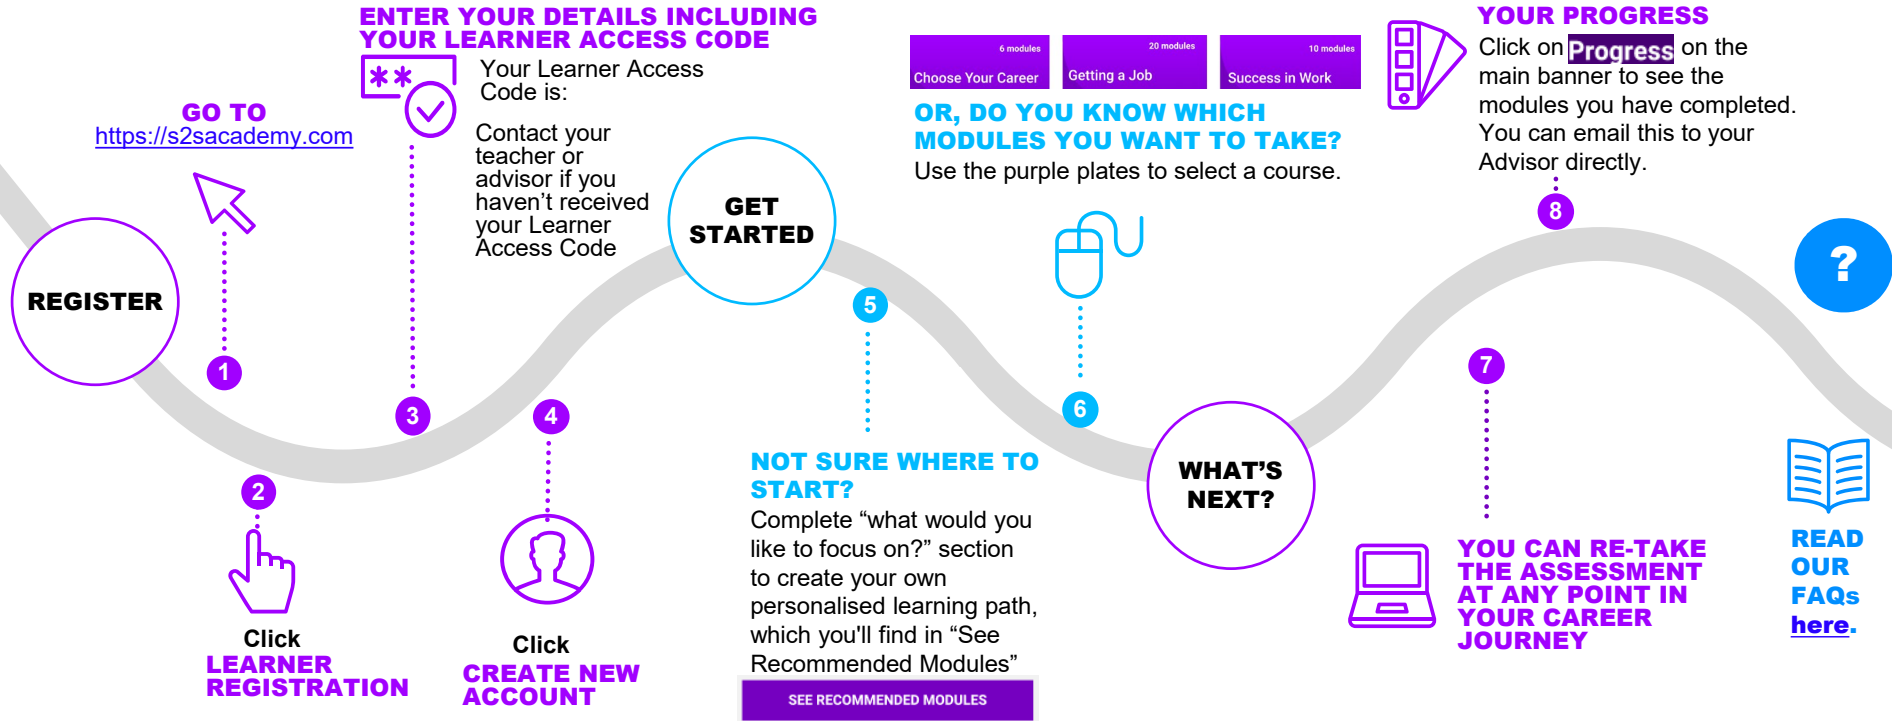 REGISTER
GO TO
https://s2sacademy.com
1
2
Click
LEARNER
REGISTRATION
ENTER YOUR DETAILS INCLUDING
YOUR LEARNER ACCESS CODE
**
Your Learner Access
Code is:
Contact your
teacher or
advisor if you
haven’t received
your Learner
Access Code
3
4
Click
CREATE NEW
ACCOUNT
GET
STARTED
5
NOT SURE WHERE TO
START?
Complete “what would you
like to focus on?” section
to create your own
personalised learning path,
which you'll find in “See
Recommended Modules”
SEE RECOMMENDED MODULES
6 modules
Choose Your Career
20 modules
Getting a Job
10 modules
Success in Work
OR, DO YOU KNOW WHICH
MODULES YOU WANT TO TAKE?
Use the purple plates to select a course.
6
WHAT’S
NEXT?
7
YOU CAN RE-TAKE
THE ASSESSMENT
AT ANY POINT IN
YOUR CAREER
JOURNEY
YOUR PROGRESS
Click on Progress on the
main banner to see the
modules you have completed.
You can email this to your
Advisor directly.
8
?
READ
OUR
FAQs
here.